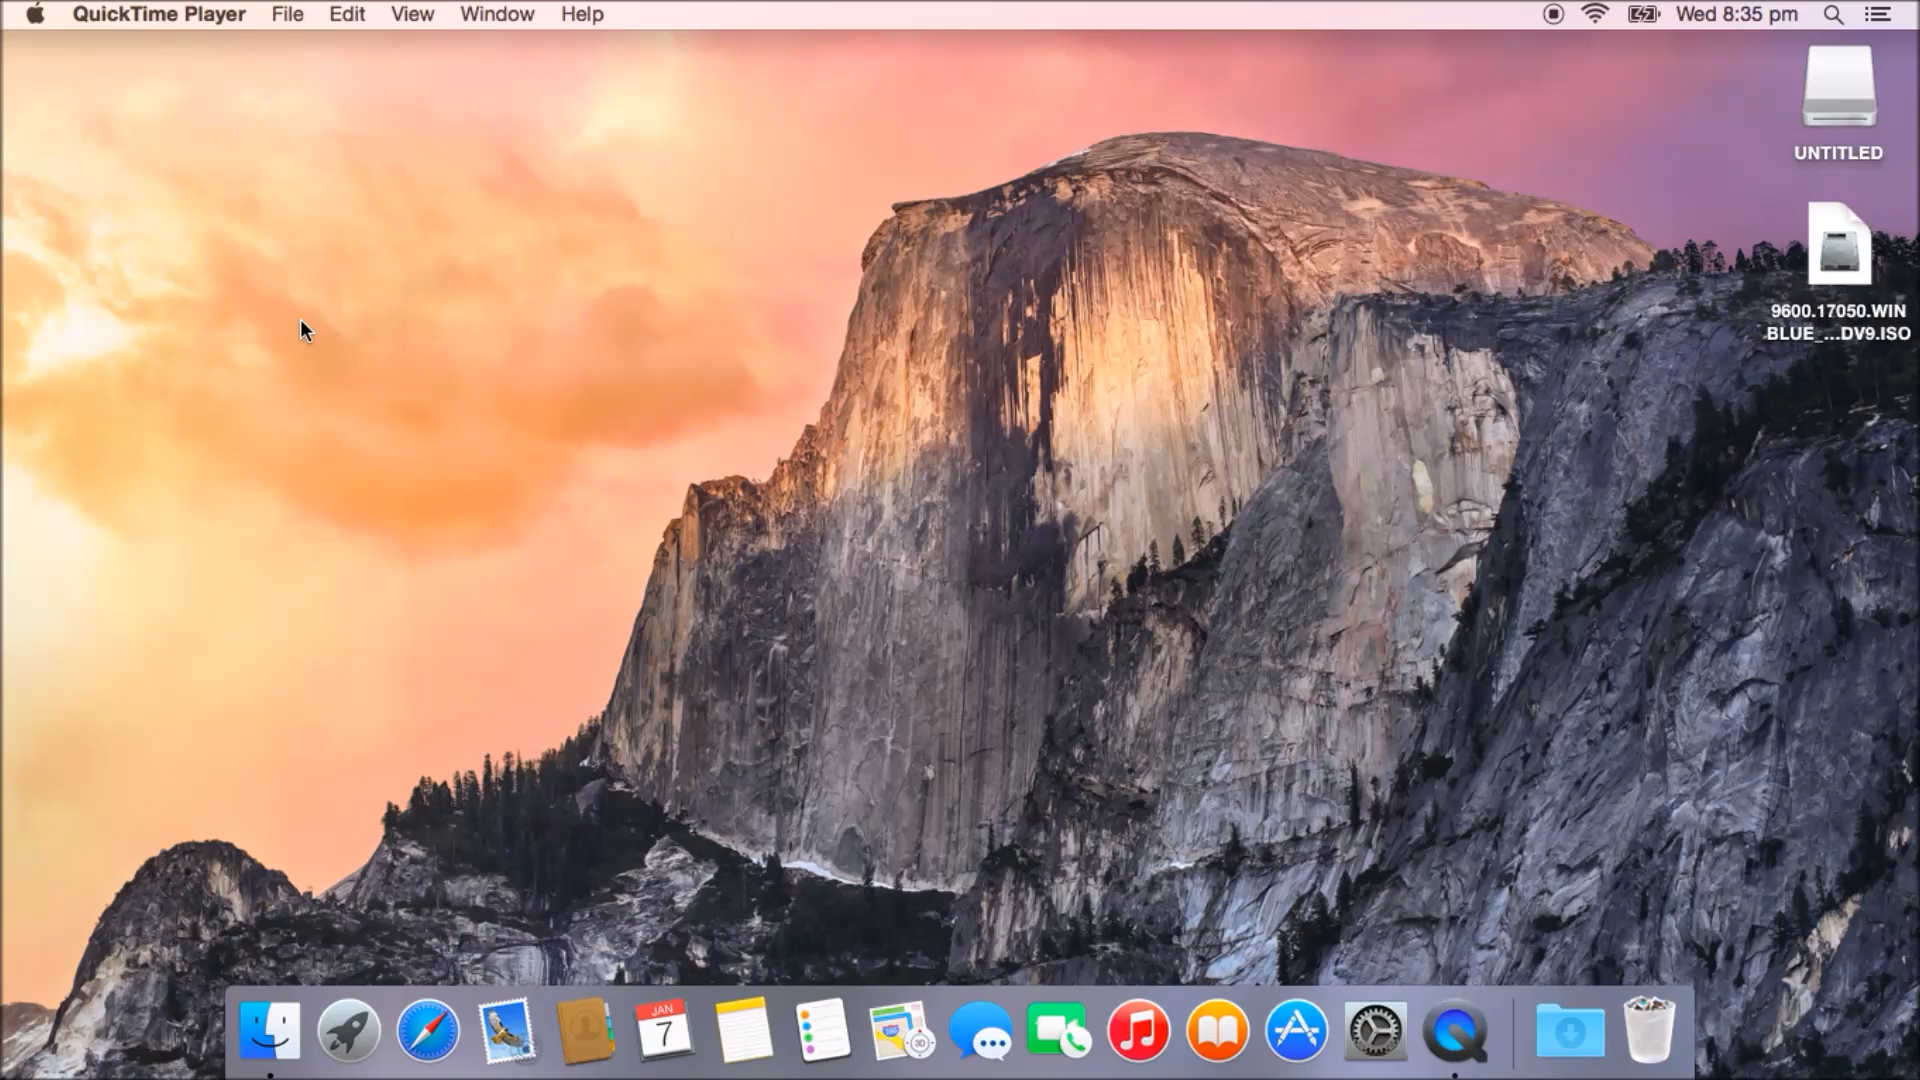 QuickTime Player File Edit View Window Help Wed 8:35 pm
UNTITLED
9600.17050.WIN
BLUE_...DV9.ISO
JAN
7
3D